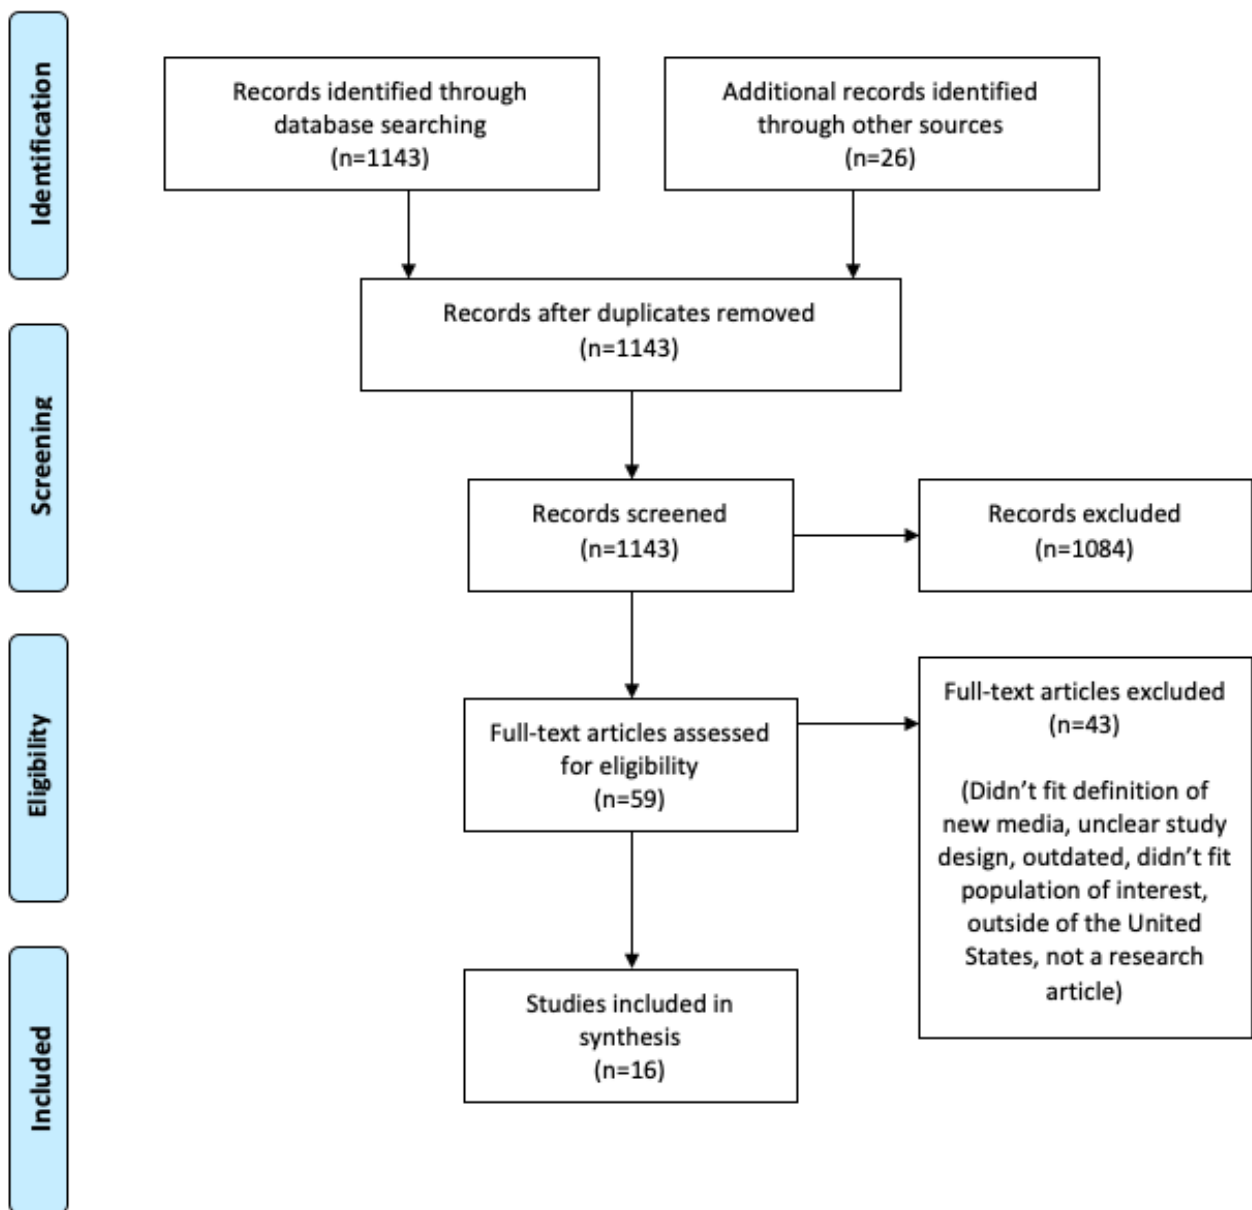 Identification
Records identified through
database searching
(n=1143)
Additional records identified
through other sources
(n=26)
Records after duplicates removed
(n=1143)
Screening
Records screened
(n=1143)
Records excluded
(n=1084)
Eligibility
Full-text articles assessed
for eligibility
(n=59)
Full-text articles excluded
(n=43)
(Didn’t fit definition of
new media, unclear study
design, outdated, didn’t fit
population of interest,
outside of the United
States, not a research
article)
Included
Studies included in
synthesis
(n=16)